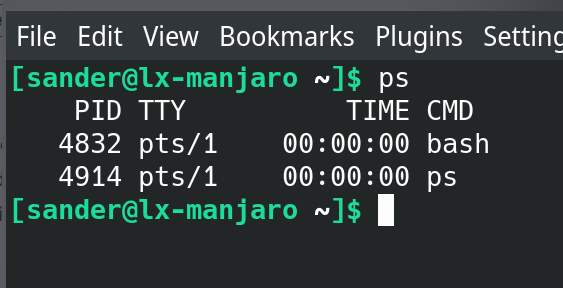 File Edit View Bookmarks Plugins Setting
[sander@lx-manjaro ~]$ ps
    PID TTY          TIME CMD
   4832 pts/1    00:00:00 bash
   4914 pts/1    00:00:00 ps
[sander@lx-manjaro ~]$